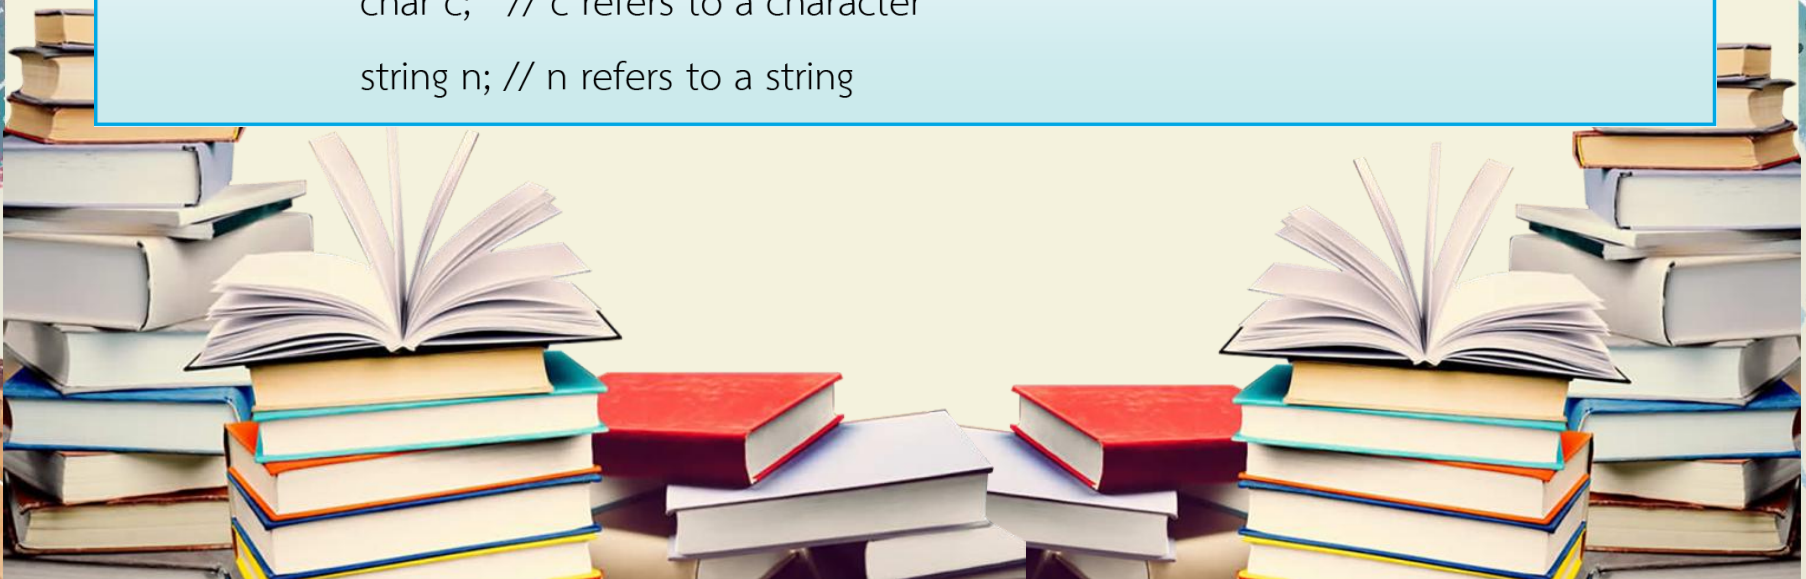 char c; // c refers to a character
string n; // n refers to a string